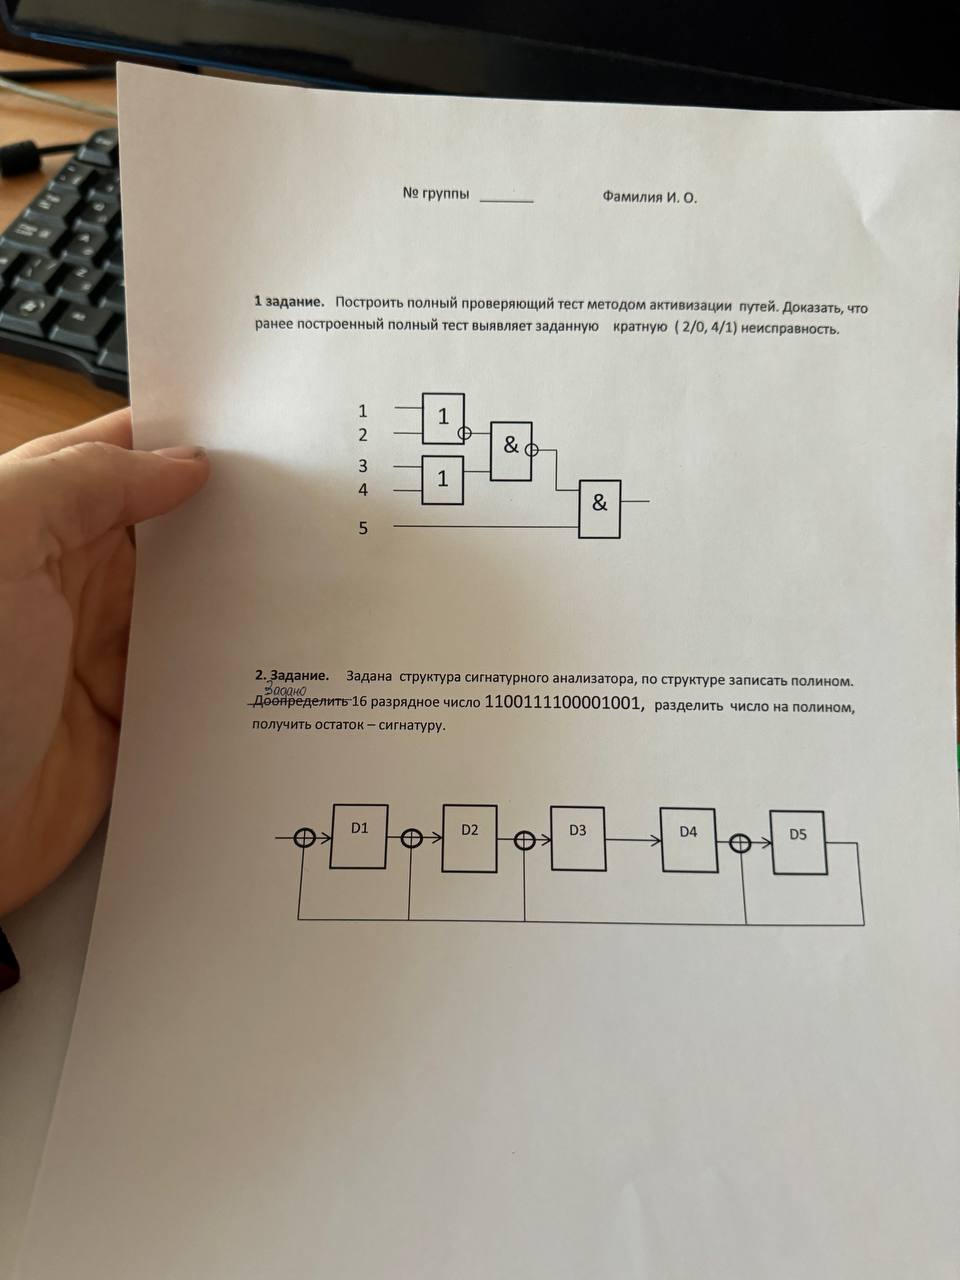 № группы ______ Фамилия И. О.
1 задание. Построить полный проверяющий тест методом активизации путей. Доказать, что
ранее построенный полный тест выявляет заданную кратную ( 2/0, 4/1) неисправность.
1
2
3
4
5
1
1
&
&
2. Задание. Задана структура сигнатурного анализатора, по структуре записать полином.
Задано
Доопределить 16 разрядное число 1100111100001001, разделить число на полином,
получить остаток – сигнатуру.
D1 D2 D3 D4 D5